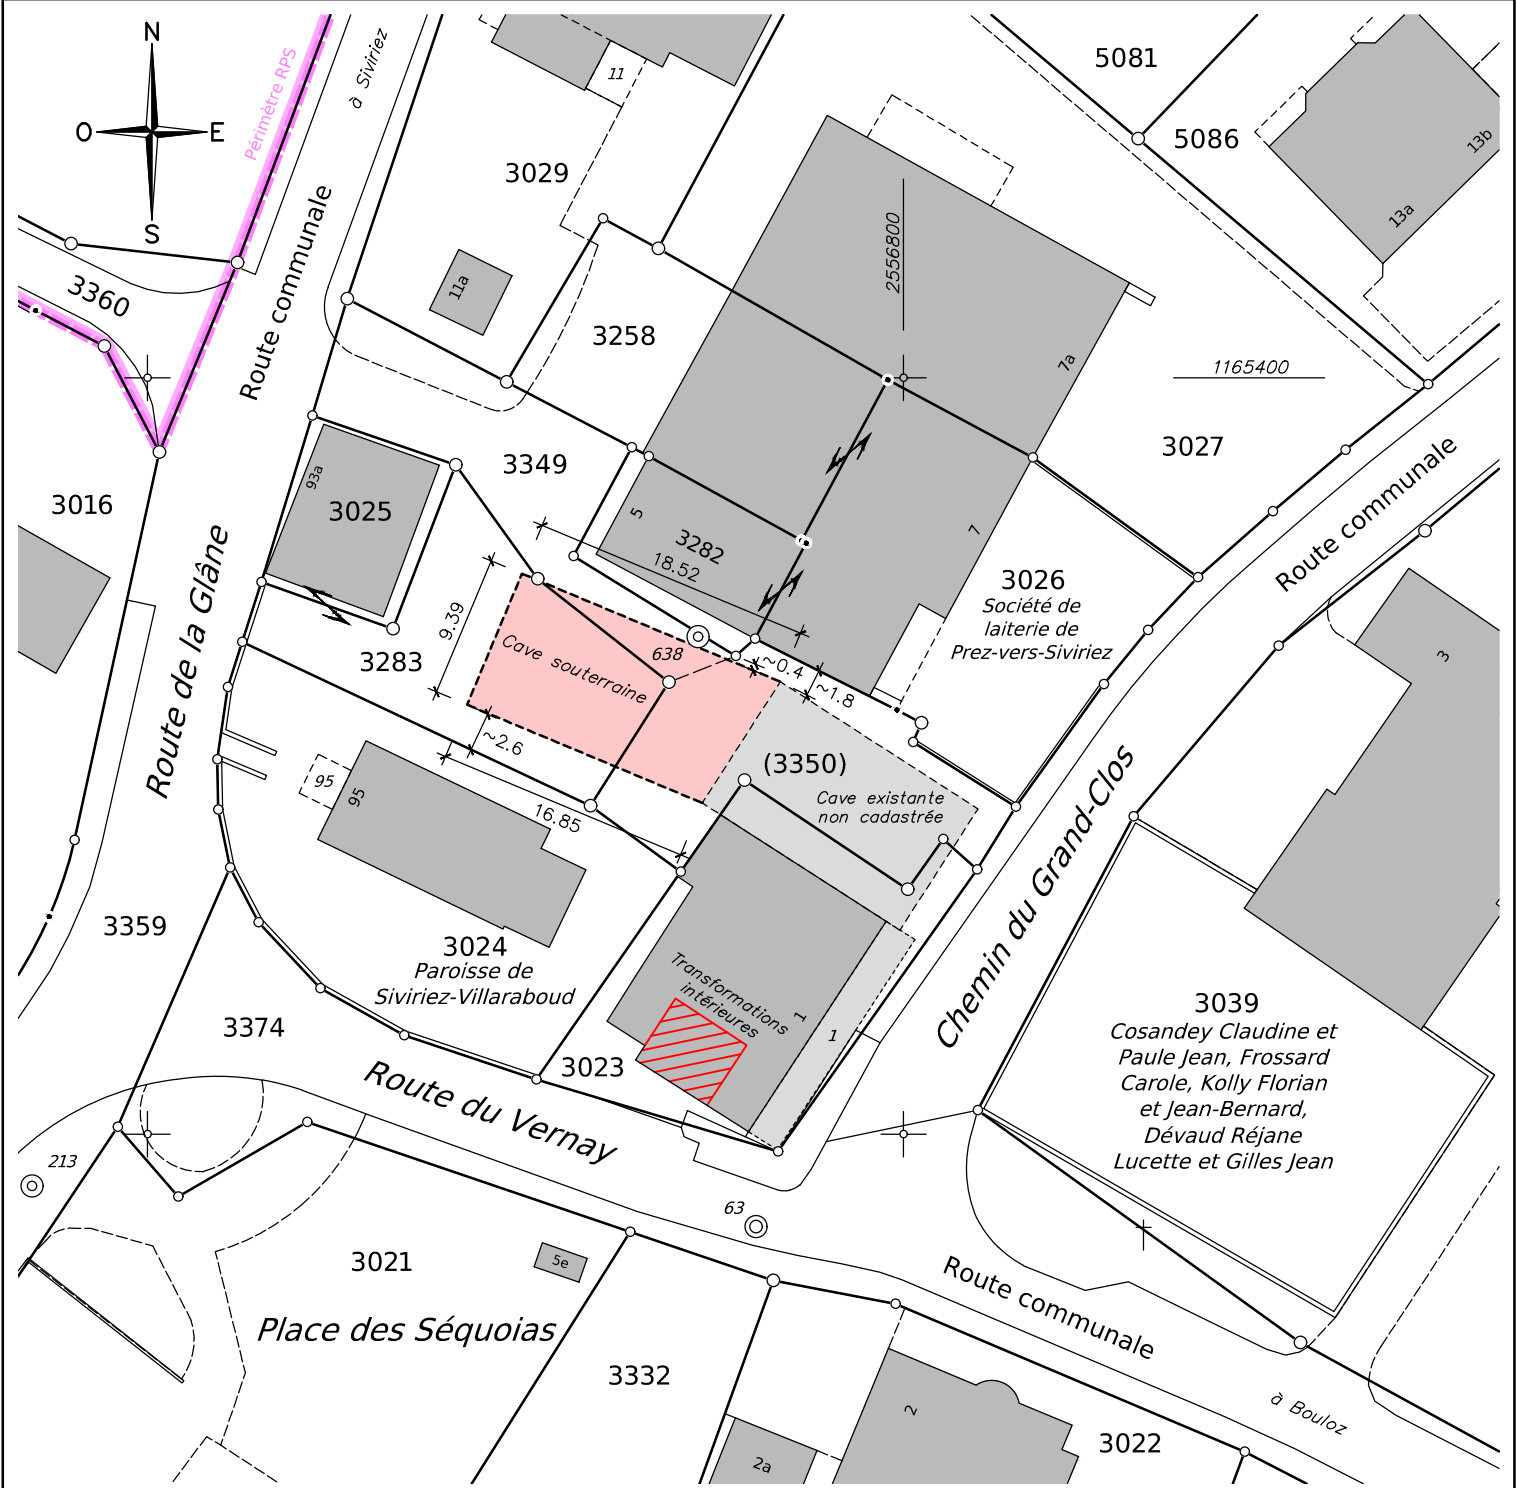 N
O
E
S
Périmètre RPS
à Siviriez
11
5081
5086
13b
13a
3029
11a
3360
Route communale
3258
2556800
7a
1165400
3027
3349
93a
3025
3016
5
3282
18.52
7
3026
Société de
laiterie de
Prez-vers-Siviriez
Route communale
Route de la Glâne
9.39
3283
Cave souterraine
638
~0.4
~1.8
3
~2.6
(3350)
Cave existante
non cadastrée
95
95
16.85
Chemin du Grand-Clos
3359
3024
Paroisse de
Siviriez-Villaraboud
Transformations
intérieures
1
1
3039
Cosandey Claudine et
Paule Jean, Frossard
Carole, Kolly Florian
et Jean-Bernard,
Dévaud Réjane
Lucette et Gilles Jean
3374
3023
Route du Vernay
213
63
3021
5e
Place des Séquoias
Route communale
3332
2
à Bouloz
2a
3022